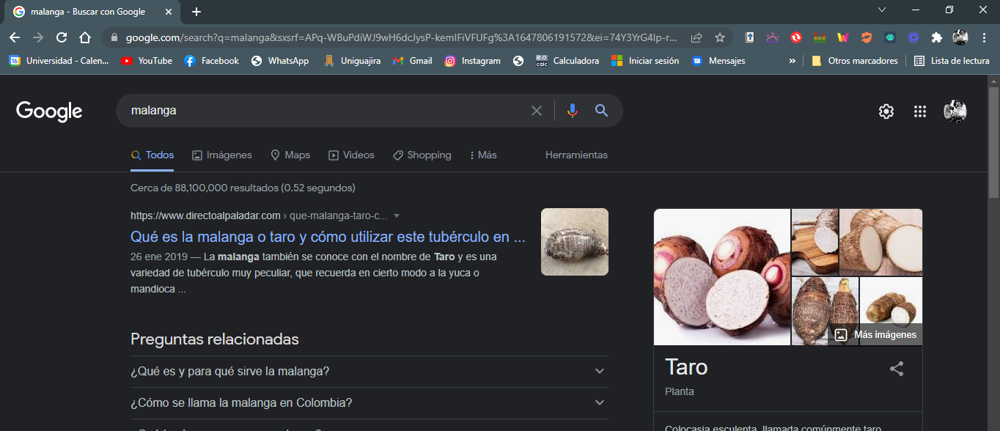 malanga - Buscar con Google
google.com/search?q=malanga&sxsrf=APq-WBuPdiWJ9wH6dcJysP-kemIFiVFUFg%3A1647806191572&ei=74Y3YrG4Ip-r...
Universidad - Calen... YouTube Facebook WhatsApp Uniguajira Gmail Instagram Calculadora Iniciar sesión Mensajes » Otros marcadores Lista de lectura
Google
malanga
Todos Imágenes Maps Videos Shopping Más Herramientas
Cerca de 88,100,000 resultados (0.52 segundos)
https://www.directoalpaladar.com › que-malanga-taro-c...
Qué es la malanga o taro y cómo utilizar este tubérculo en ...
26 ene 2019 — La malanga también se conoce con el nombre de Taro y es una
variedad de tubérculo muy peculiar, que recuerda en cierto modo a la yuca o
mandioca ...
Preguntas relacionadas
¿Qué es y para qué sirve la malanga?
¿Cómo se llama la malanga en Colombia?
Más imágenes
Taro
Planta
Colocasia esculenta, llamada comúnmente taro